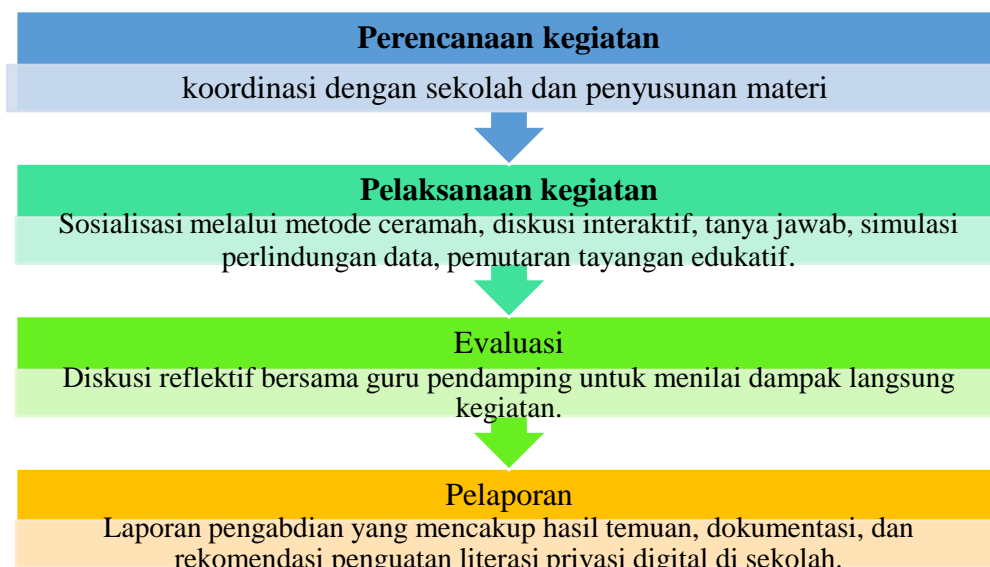 Perencanaan kegiatan
koordinasi dengan sekolah dan penyusunan materi
Pelaksanaan kegiatan
Sosialisasi melalui metode ceramah, diskusi interaktif, tanya jawab, simulasi
perlindungan data, pemutaran tayangan edukatif.
Evaluasi
Diskusi reflektif bersama guru pendamping untuk menilai dampak langsung
kegiatan.
Pelaporan
Laporan pengabdian yang mencakup hasil temuan, dokumentasi, dan
rekomendasi penguatan literasi privasi digital di sekolah.